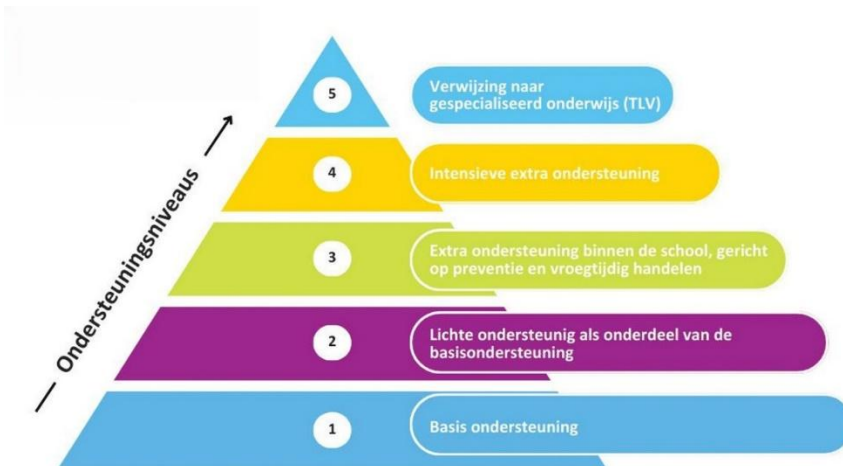 Ondersteuningsniveaus
5
Verwijzing naar
gespecialiseerd onderwijs (TLV)
4
Intensieve extra ondersteuning
3
Extra ondersteuning binnen de school, gericht
op preventie en vroegtijdig handelen
2
Lichte ondersteunig als onderdeel van de
basisondersteuning
1
Basis ondersteuning